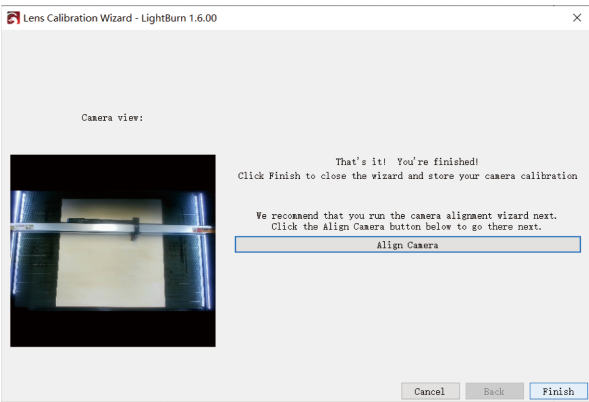 Lens Calibration Wizard - LightBurn 1.6.00
Camera view:
That's it! You're finished!
Click Finish to close the wizard and store your camera calibration
We recommend that you run the camera alignment wizard next.
Click the Align Camera button below to go there next.
Align Camera
Cancel
Back
Finish